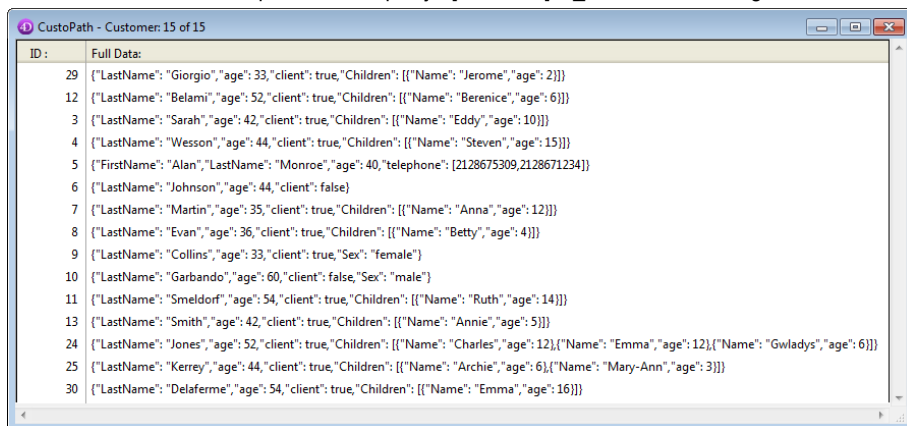 CustoPath - Customer: 15 of 15
ID : Full Data:
29 {"LastName": "Giorgio","age": 33,"client": true,"Children": [{"Name": "Jerome","age": 2}]}
12 {"LastName": "Belami","age": 52,"client": true,"Children": [{"Name": "Berenice","age": 6}]}
3 {"LastName": "Sarah","age": 42,"client": true,"Children": [{"Name": "Eddy","age": 10}]}
4 {"LastName": "Wesson","age": 44,"client": true,"Children": [{"Name": "Steven","age": 15}]}
5 {"FirstName": "Alan","LastName": "Monroe","age": 40,"telephone": [2128675309,2128671234]}
6 {"LastName": "Johnson","age": 44,"client": false}
7 {"LastName": "Martin","age": 35,"client": true,"Children": [{"Name": "Anna","age": 12}]}
8 {"LastName": "Evan","age": 36,"client": true,"Children": [{"Name": "Betty","age": 4}]}
9 {"LastName": "Collins","age": 33,"client": true,"Sex": "female"}
10 {"LastName": "Garbando","age": 60,"client": false,"Sex": "male"}
11 {"LastName": "Smeldorf","age": 54,"client": true,"Children": [{"Name": "Ruth","age": 14}]}
13 {"LastName": "Smith","age": 42,"client": true,"Children": [{"Name": "Annie","age": 5}]}
24 {"LastName": "Jones","age": 52,"client": true,"Children": [{"Name": "Charles","age": 12},{"Name": "Emma","age": 12},{"Name": "Gwladys","age": 6}]}
25 {"LastName": "Kerrey","age": 44,"client": true,"Children": [{"Name": "Archie","age": 6},{"Name": "Mary-Ann","age": 3}]}
30 {"LastName": "Delaferme","age": 54,"client": true,"Children": [{"Name": "Emma","age": 16}]}